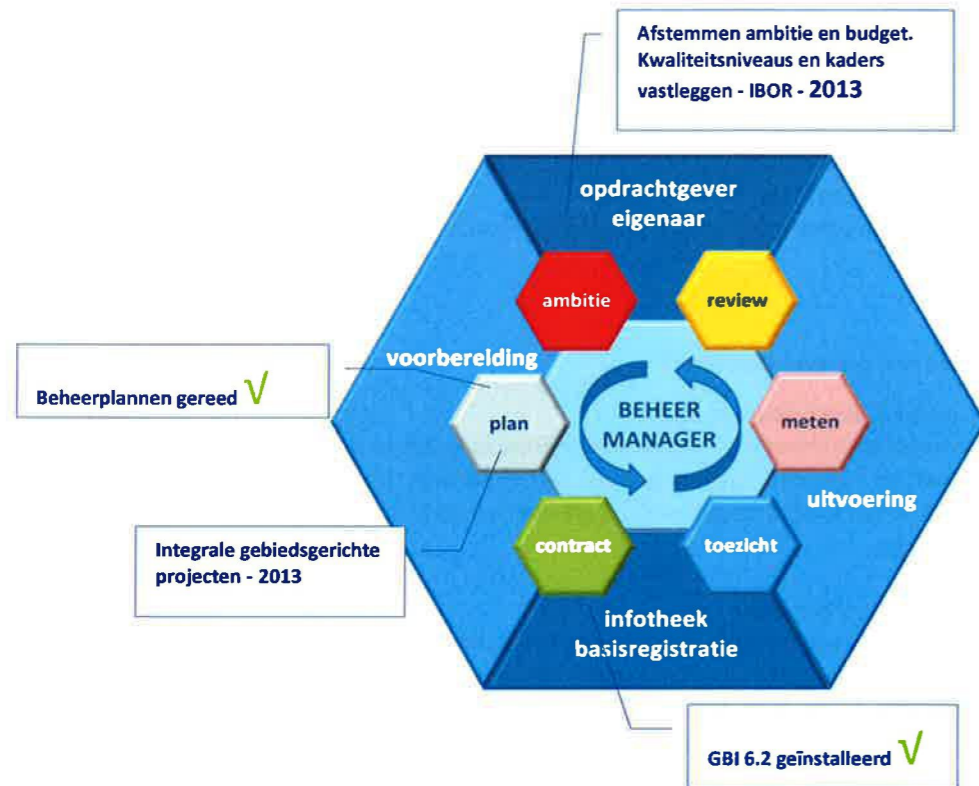 Afstemmen ambitie en budget.
Kwaliteitsniveaus en kaders
vastleggen - IBOR - 2013
opdrachtgever
eigenaar
ambitie
review
voorbereiding
Beheerplannen gereed √
plan
BEHEER
MANAGER
meten
uitvoering
Integrale gebiedsgerichte
projecten - 2013
contract
toezicht
infotheek
basisregistratie
GBI 6.2 geïnstalleerd √